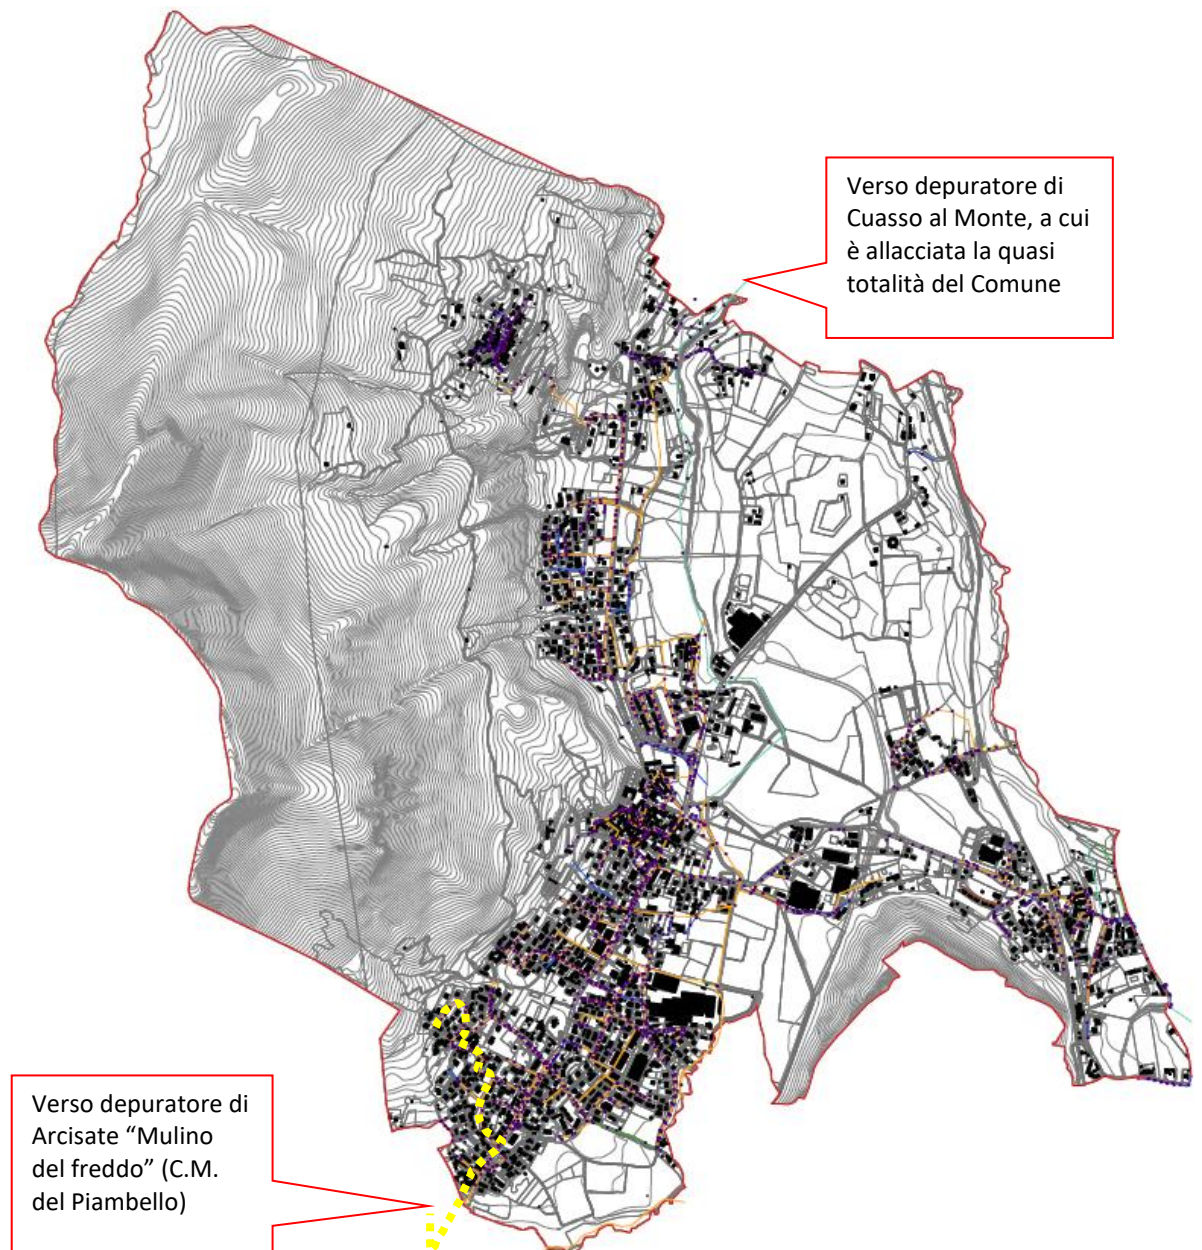 Verso depuratore di
Cuasso al Monte, a cui
è allacciata la quasi
totalità del Comune
Verso depuratore di
Arcisate “Mulino
del freddo” (C.M.
del Piambello)